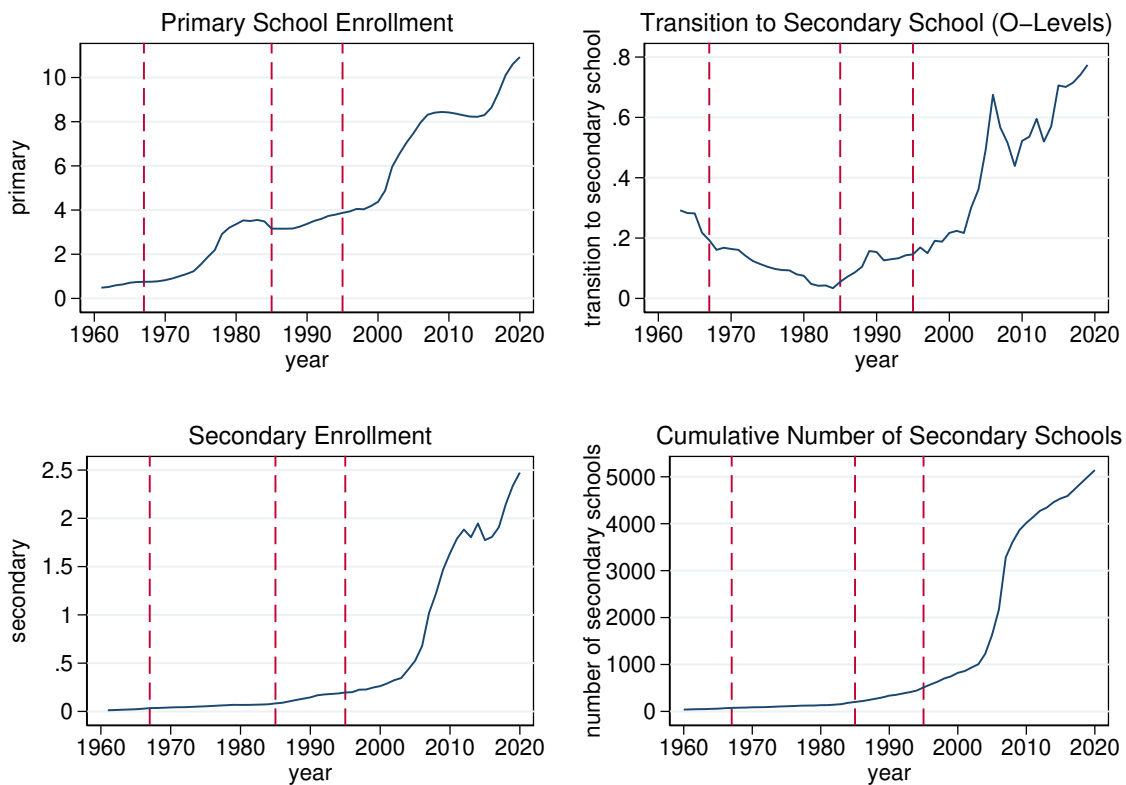 Primary School Enrollment
primary
10
8
6
4
2
0
1960 1970 1980 1990 2000 2010 2020
year
Transition to Secondary School (O−Levels)
transition to secondary school
.8
.6
.4
.2
0
1960 1970 1980 1990 2000 2010 2020
year
Secondary Enrollment
secondary
2.5
2
1.5
1
.5
0
1960 1970 1980 1990 2000 2010 2020
year
Cumulative Number of Secondary Schools
number of secondary schools
5000
4000
3000
2000
1000
0
1960 1970 1980 1990 2000 2010 2020
year